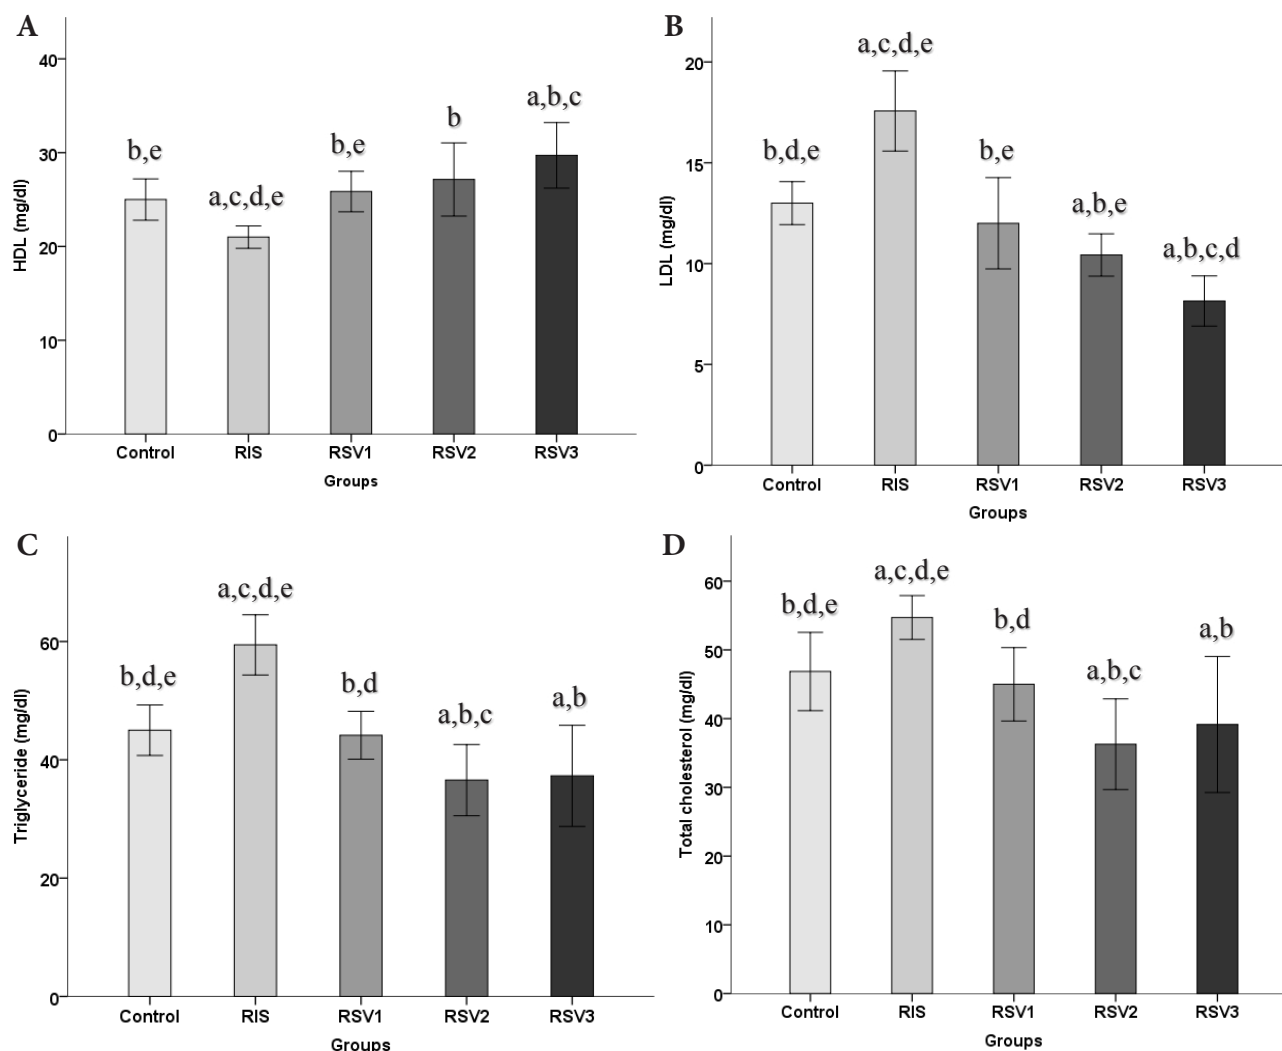 A
HDL (mg/dl)
40
30
20
10
0
b,e
a,c,d,e
b,e
b
a,b,c
Control RIS RSV1 RSV2 RSV3
Groups
B
LDL (mg/dl)
20
15
10
5
0
b,d,e
a,c,d,e
b,e
a,b,e
a,b,c,d
Control RIS RSV1 RSV2 RSV3
Groups
C
Triglyceride (mg/dl)
60
40
20
0
b,d,e
a,c,d,e
b,d
a,b,c
a,b
Control RIS RSV1 RSV2 RSV3
Groups
D
Total cholesterol (mg/dl)
60
50
40
30
20
10
0
b,d,e
a,c,d,e
b,d
a,b,c
a,b
Control RIS RSV1 RSV2 RSV3
Groups